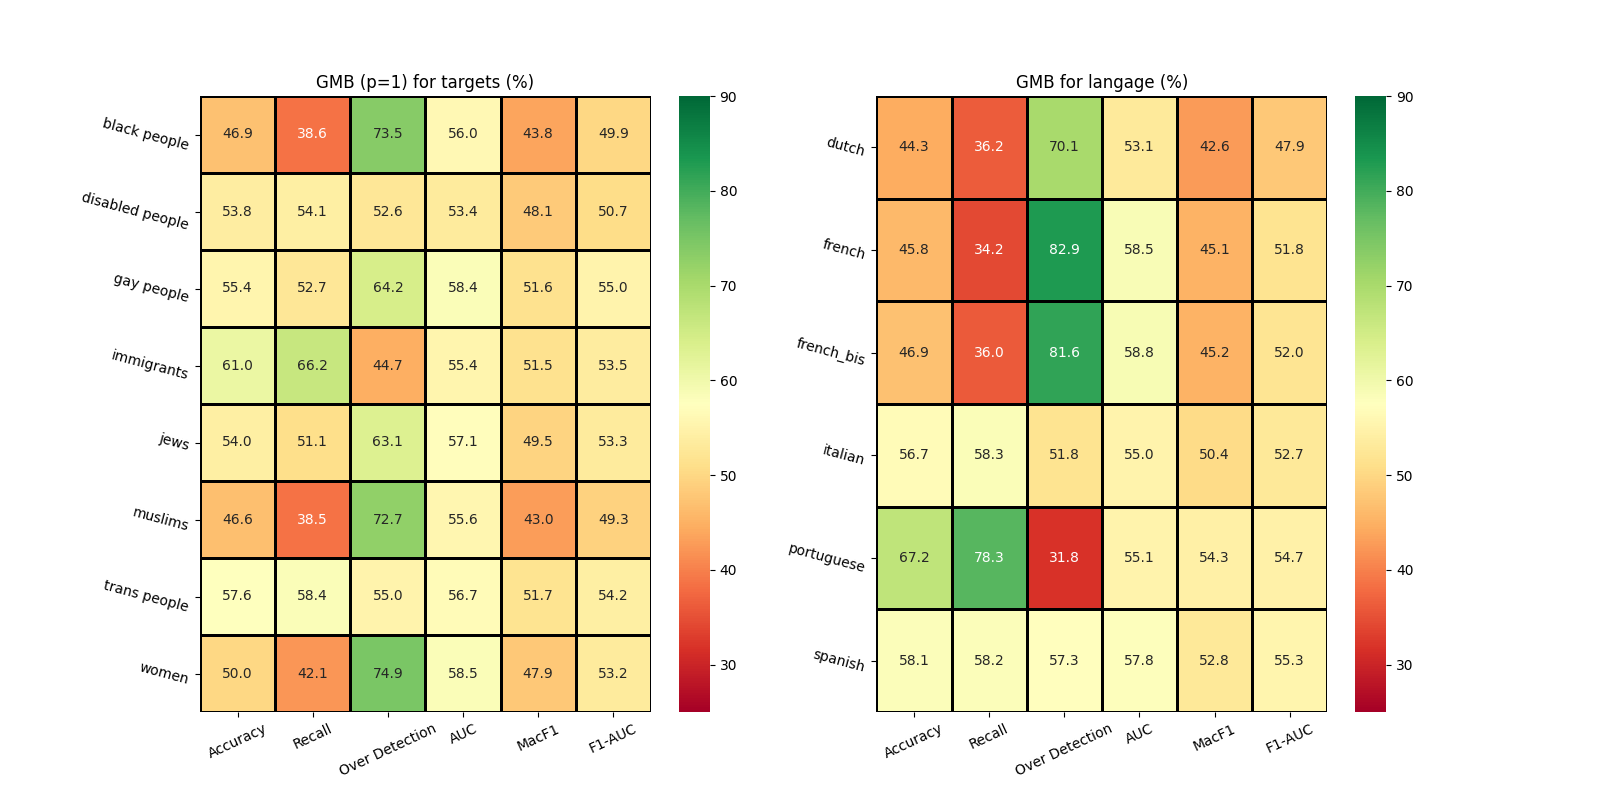 GMB (p=1) for targets (%)
black people 46.9 38.6 73.5 56.0 43.8 49.9
disabled people 53.8 54.1 52.6 53.4 48.1 50.7
gay people 55.4 52.7 64.2 58.4 51.6 55.0
immigrants 61.0 66.2 44.7 55.4 51.5 53.5
jews 54.0 51.1 63.1 57.1 49.5 53.3
muslims 46.6 38.5 72.7 55.6 43.0 49.3
trans people 57.6 58.4 55.0 56.7 51.7 54.2
women 50.0 42.1 74.9 58.5 47.9 53.2
Accuracy Recall Over Detection AUC MacF1 F1-AUC
90
80
70
60
50
40
30
GMB for langage (%)
dutch 44.3 36.2 70.1 53.1 42.6 47.9
french 45.8 34.2 82.9 58.5 45.1 51.8
french_bis 46.9 36.0 81.6 58.8 45.2 52.0
italian 56.7 58.3 51.8 55.0 50.4 52.7
portuguese 67.2 78.3 31.8 55.1 54.3 54.7
spanish 58.1 58.2 57.3 57.8 52.8 55.3
Accuracy Recall Over Detection AUC MacF1 F1-AUC
90
80
70
60
50
40
30